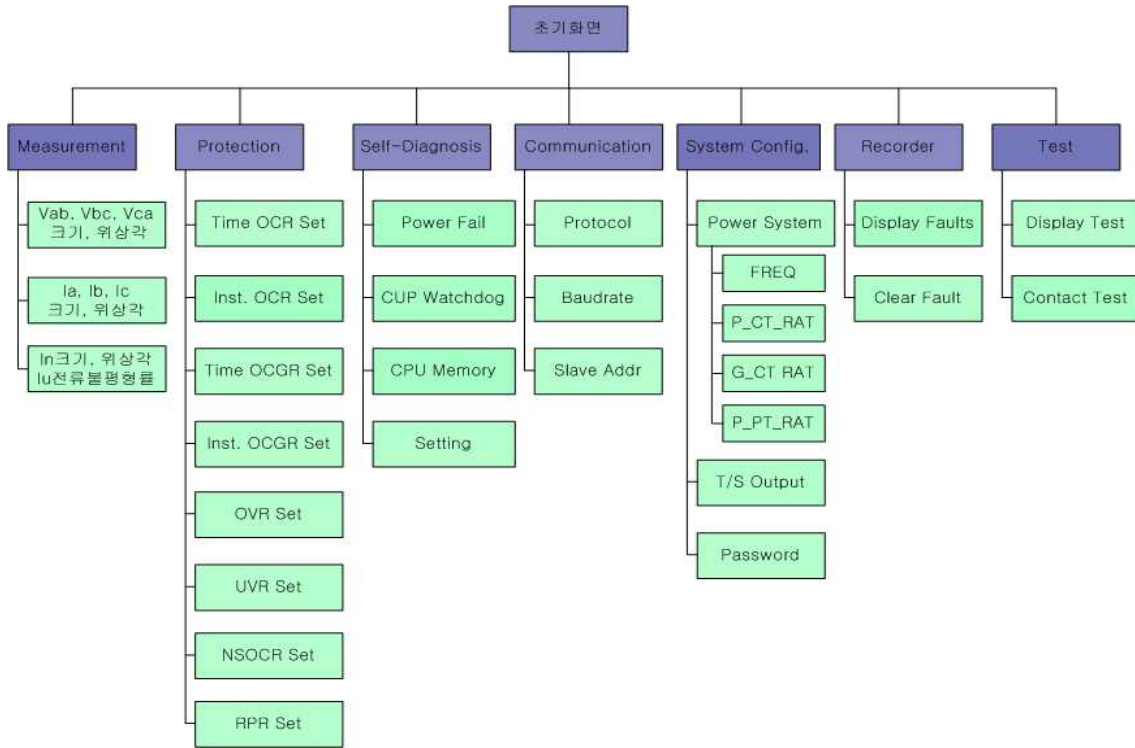 초기화면
Measurement
Vab, Vbc, Vca
크기, 위상각
Ia, Ib, Ic
크기, 위상각
In크기, 위상각
Iu전류불평형률
Protection
Time OCR Set
Inst. OCR Set
Time OCGR Set
Inst. OCGR Set
OVR Set
UVR Set
NSOCR Set
RPR Set
Self-Diagnosis
Power Fail
CUP Watchdog
CPU Memory
Setting
Communication
Protocol
Baudrate
Slave Addr
System Config.
Power System
FREQ
P_CT_RAT
G_CT RAT
P_PT_RAT
T/S Output
Password
Recorder
Display Faults
Clear Fault
Test
Display Test
Contact Test